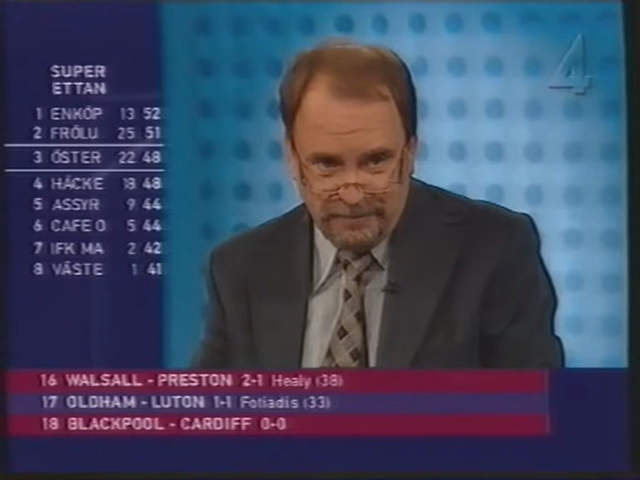 SUPER
ETTAN
1 ENKÖP 13 52
2 FRÖLU 25 51
3 ÖSTER 22 48
4 HÄCKE 18 48
5 ASSYR 9 44
6 CAFE O 5 44
7 IFK MA 2 42
8 VÄSTE 1 41
4
16 WALSALL - PRESTON 2-1 Healy (38)
17 OLDHAM - LUTON 1-1 Fotiadis (33)
18 BLACKPOOL - CARDIFF 0-0